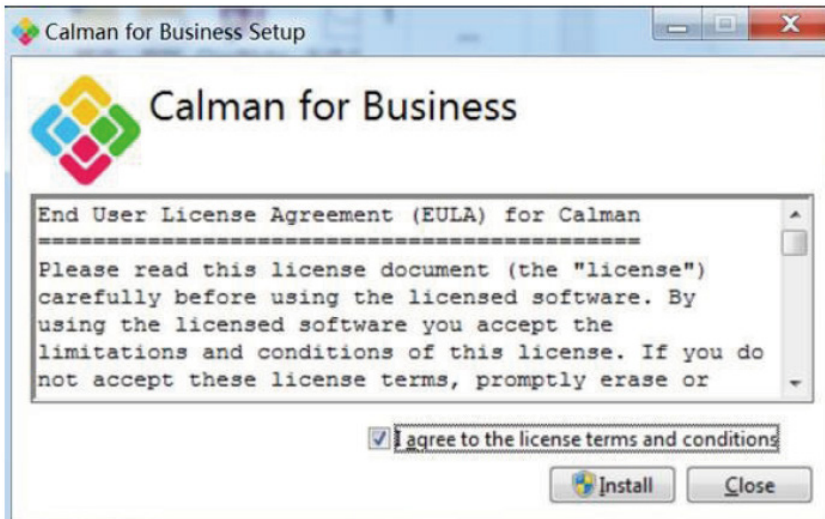 Calman for Business Setup
Calman for Business
End User License Agreement (EULA) for Calman
============================================
Please read this license document (the "license")
carefully before using the licensed software. By
using the licensed software you accept the
limitations and conditions of this license. If you do
not accept these license terms, promptly erase or
I agree to the license terms and conditions
Install
Close